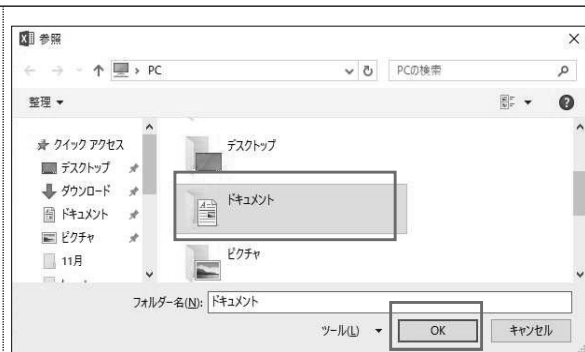 参照
PC
PCの検索
整理
クイック アクセス
デスクトップ
ダウンロード
ドキュメント
ピクチャ
11月
デスクトップ
ドキュメント
ピクチャ
フォルダー名(N): ドキュメント
ツール(L)
OK
キャンセル